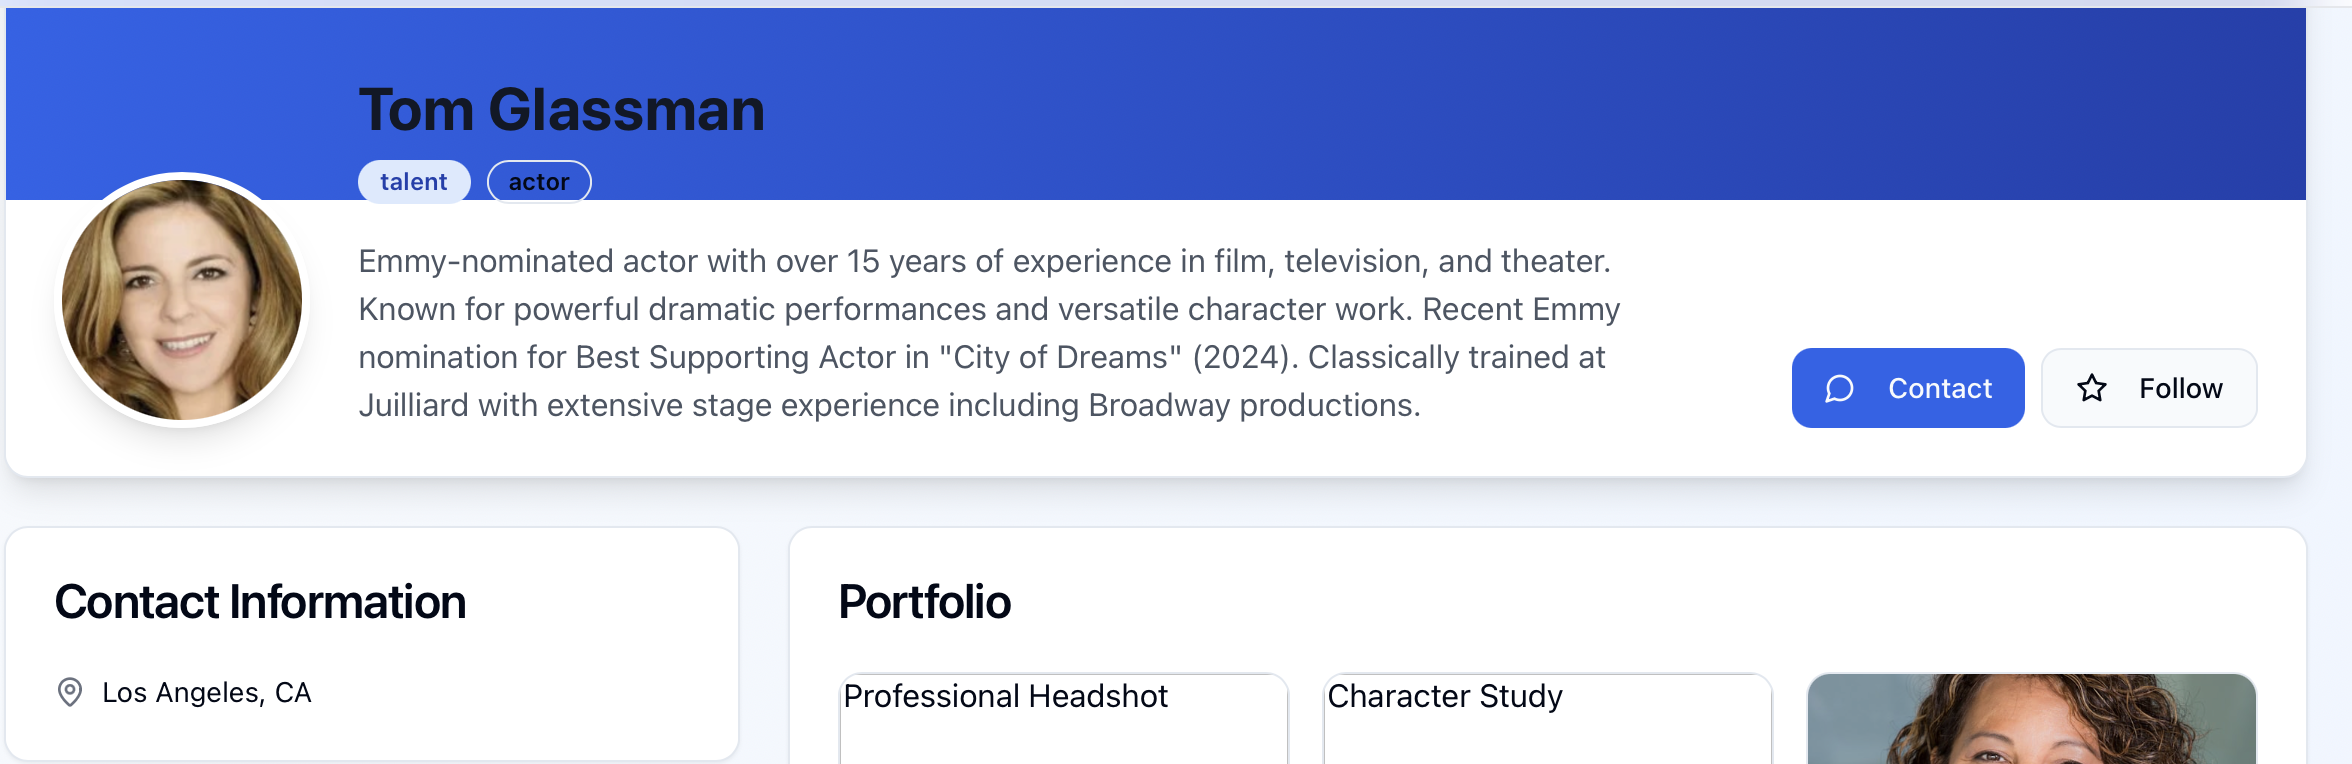 Tom Glassman
talent
actor
Emmy-nominated actor with over 15 years of experience in film, television, and theater.
Known for powerful dramatic performances and versatile character work. Recent Emmy
nomination for Best Supporting Actor in "City of Dreams" (2024). Classically trained at
Juilliard with extensive stage experience including Broadway productions.
Contact
Follow
Contact Information
Los Angeles, CA
Portfolio
Professional Headshot
Character Study